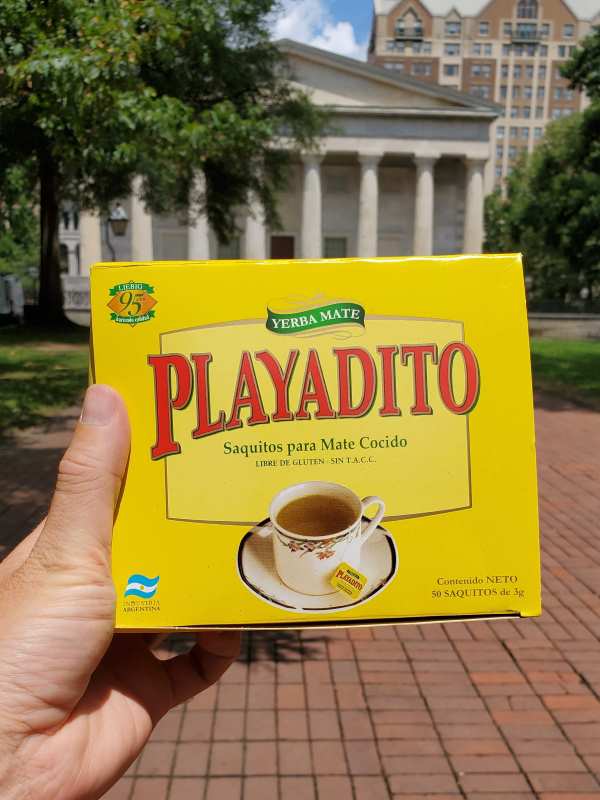 LIEBIG
95
YERBA MATE
PLAYADITO
Saquitos para Mate Cocido
LIBRE DE GLUTEN - SIN T.A.C.C.
PLAYADITO
INDUSTRIA
ARGENTINA
Contenido NETO
50 SAQUITOS de 3g